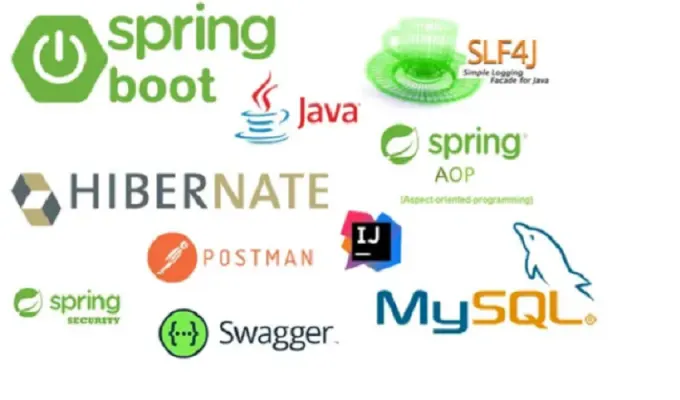 spring
boot
SLF4J
Simple Logging
Facade for Java
Java
spring
AOP
(Aspect oriented programming)
HIBERNATE
IJ
POSTMAN
spring
SECURITY
MySQL
{···} Swagger